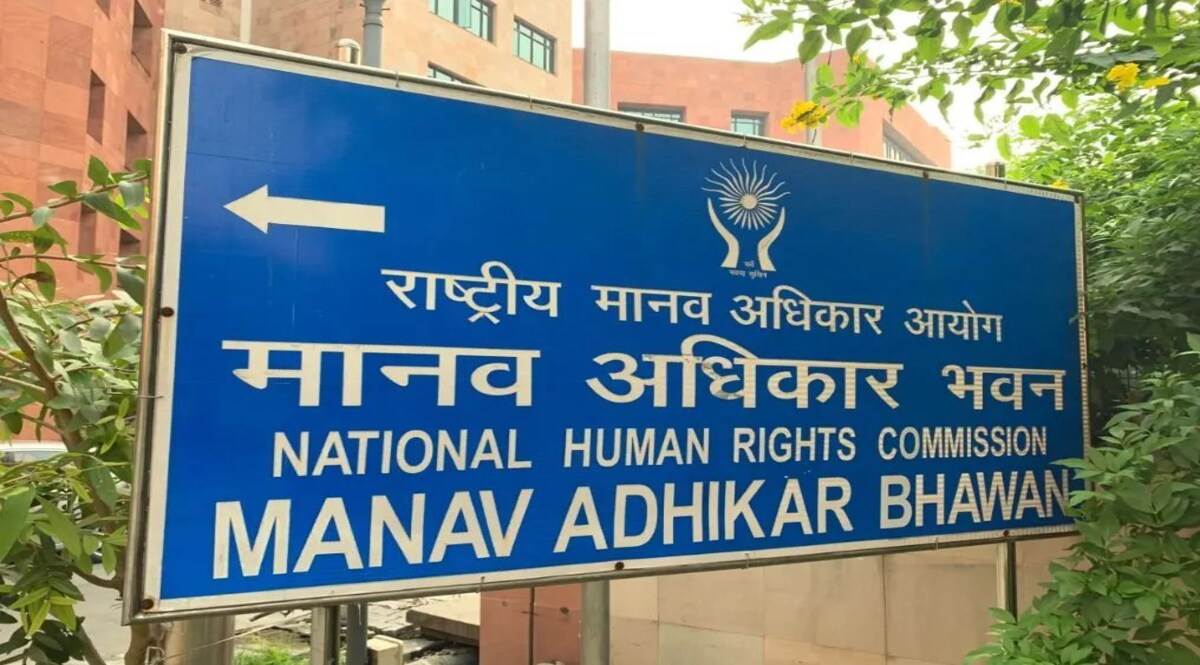 राष्ट्रीय मानव अधिकार आयोग
मानव अधिकार भवन
NATIONAL HUMAN RIGHTS COMMISSION
MANAV ADHIKAR BHAWAN